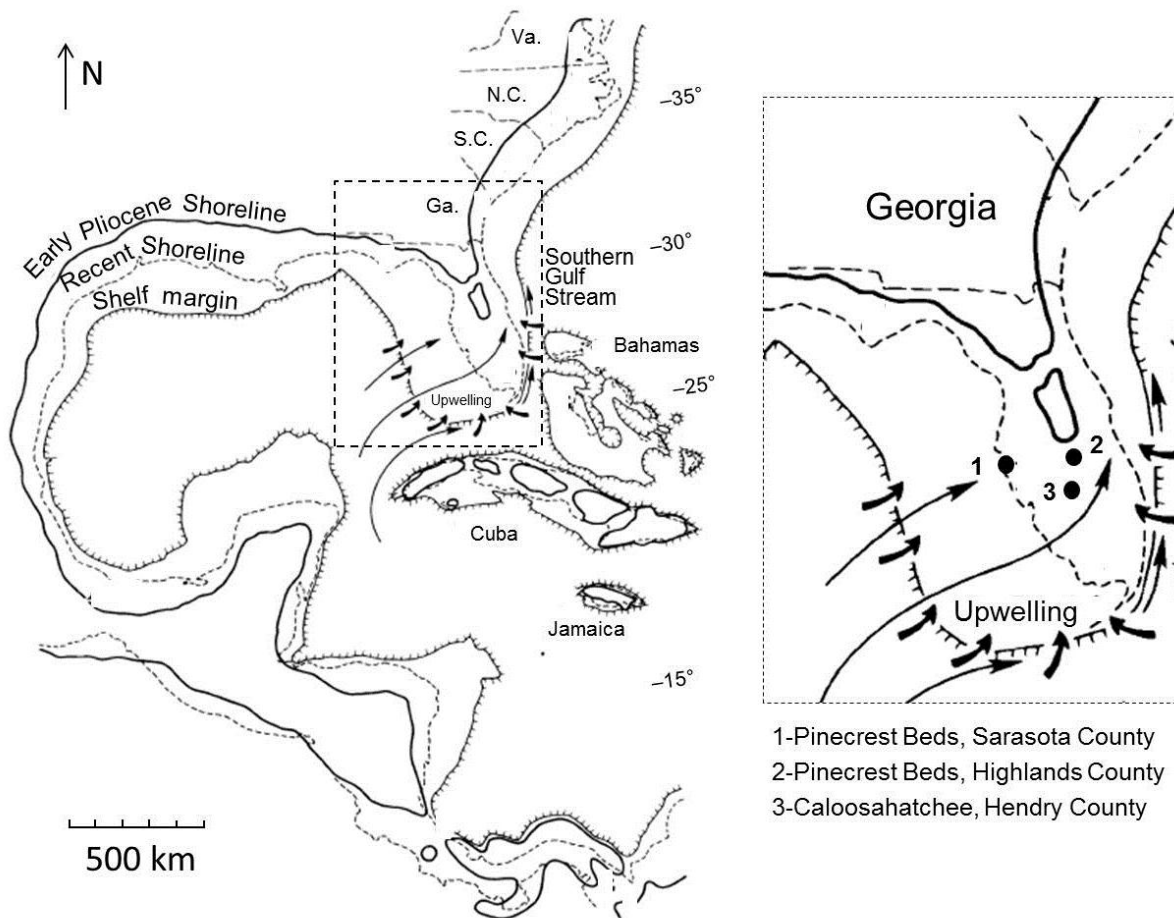 N
Va.
N.C.
S.C.
Ga.
–35°
–30°
–25°
–15°
Early Pliocene Shoreline
Recent Shoreline
Shelf margin
Southern
Gulf
Stream
Bahamas
Upwelling
Cuba
Jamaica
500 km
Georgia
1
2
3
Upwelling
1-Pinecrest Beds, Sarasota County
2-Pinecrest Beds, Highlands County
3-Caloosahatchee, Hendry County